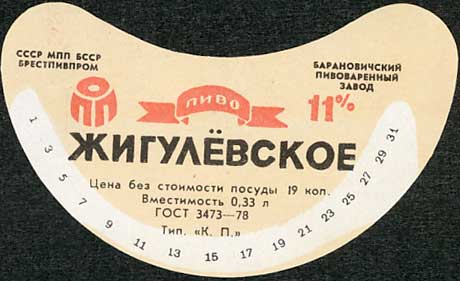 СССР МПП БССР
БРЕСТПИВПРОМ
БАРАНОВИЧСКИЙ
ПИВОВАРЕННЫЙ
ЗАВОД
ПИВО
11%
ЖИГУЛЁВСКОЕ
Цена без стоимости посуды 19 коп.
Вместимость 0,33 л
ГОСТ 3473—78
Тип. «К. П.»
1 3 5 7 9 11 13 15 17 19 21 23 25 27 29 31